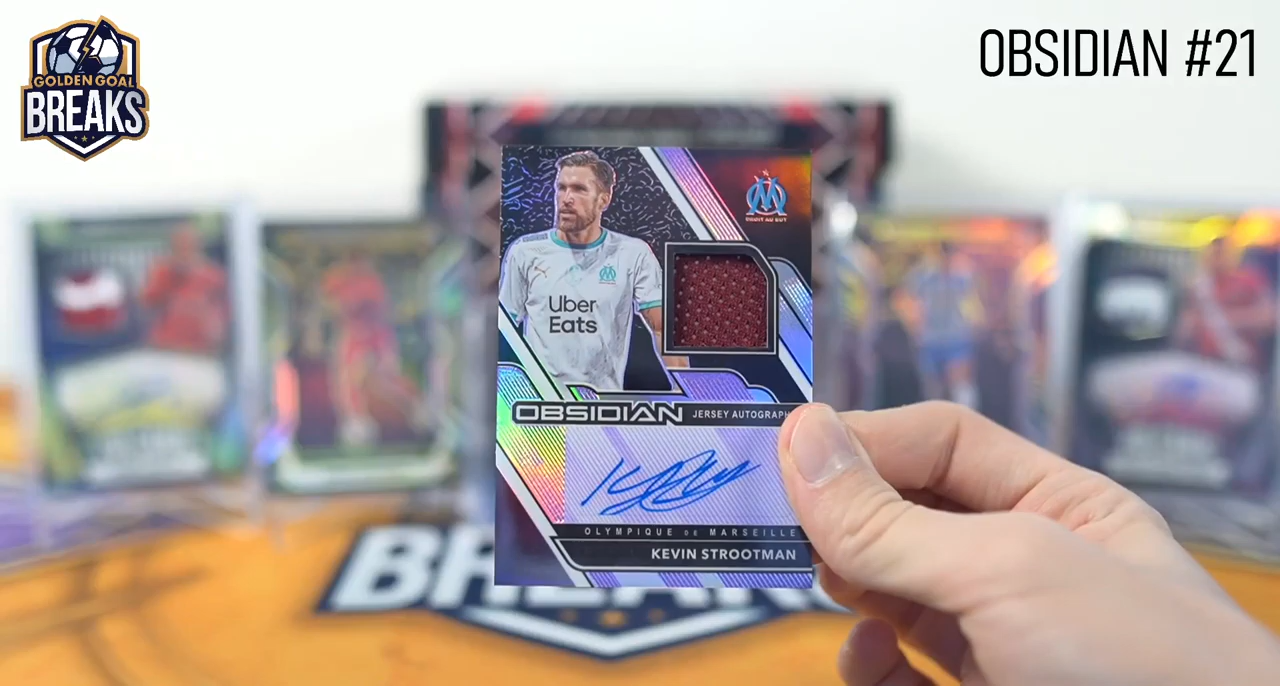 GOLDEN GOAL
BREAKS
OBSIDIAN #21
DROIT AU BUT
Uber
Eats
OBSIDIAN JERSEY AUTOGRAPH
OLYMPIQUE DE MARSEILLE
KEVIN STROOTMAN